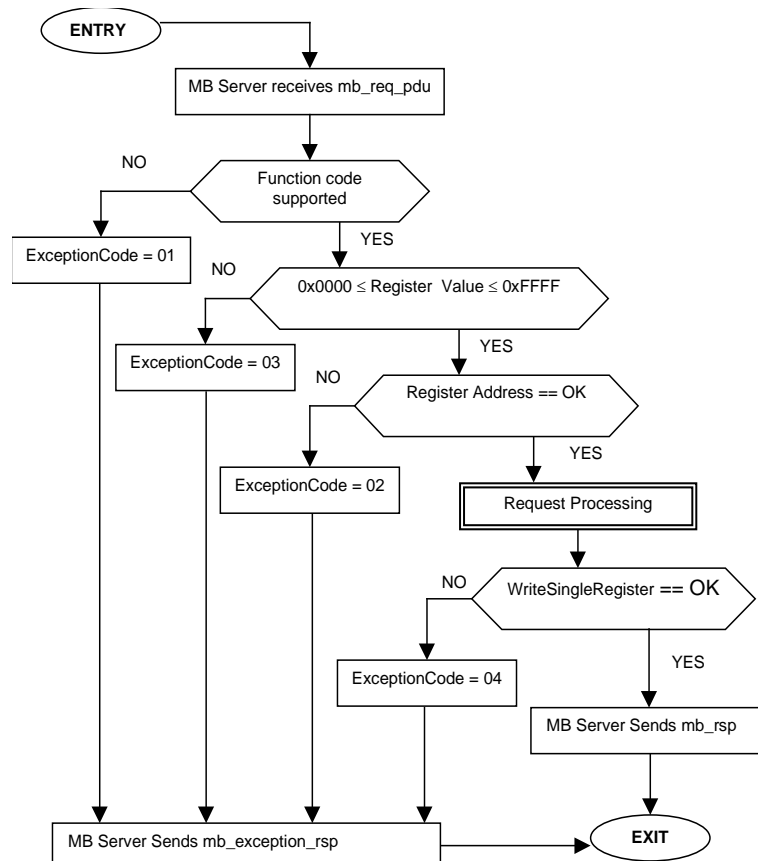 ENTRY
MB Server receives mb_req_pdu
NO
Function code
supported
YES
ExceptionCode = 01
NO
0x0000 ≤ Register Value ≤ 0xFFFF
YES
ExceptionCode = 03
NO
Register Address == OK
YES
ExceptionCode = 02
Request Processing
NO
WriteSingleRegister == OK
YES
ExceptionCode = 04
MB Server Sends mb_rsp
MB Server Sends mb_exception_rsp
EXIT